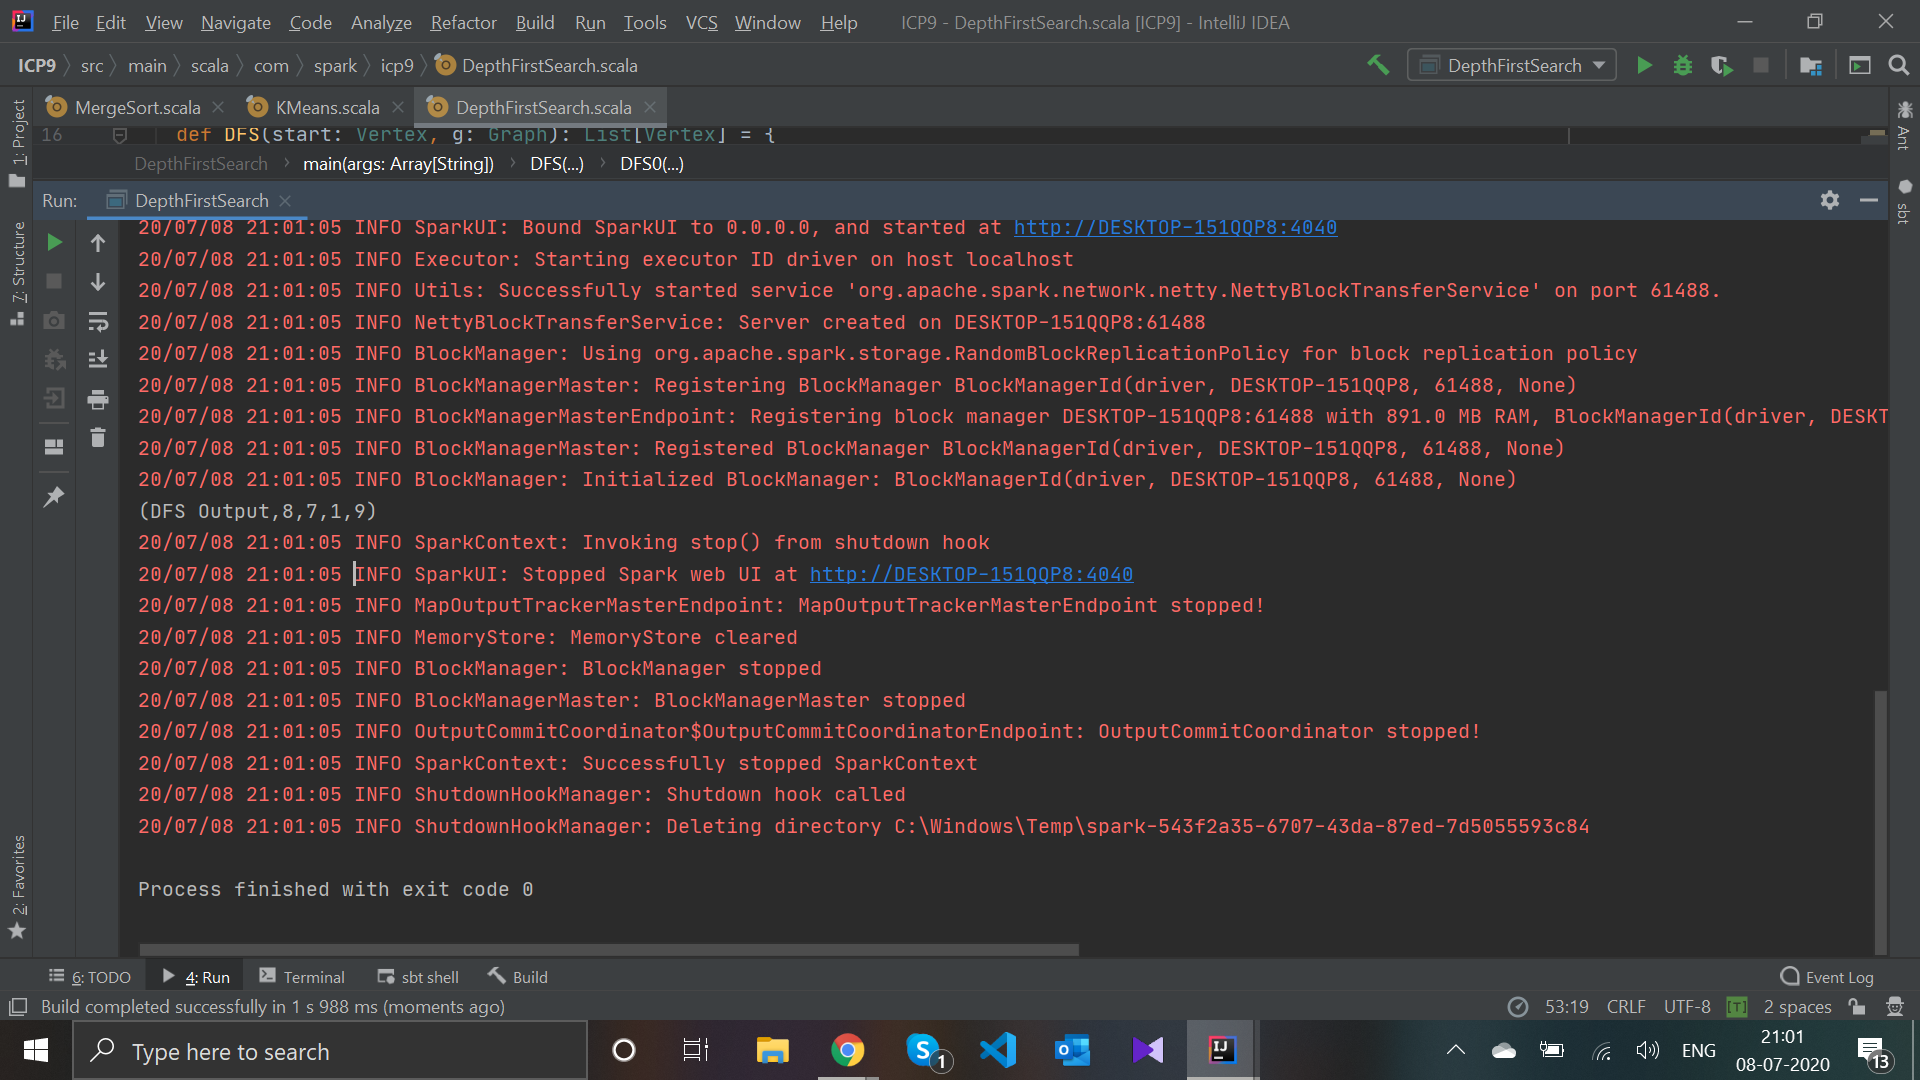 File Edit View Navigate Code Analyze Refactor Build Run Tools VCS Window Help ICP9 - DepthFirstSearch.scala [ICP9] - IntelliJ IDEA
ICP9 src main scala com spark icp9 DepthFirstSearch.scala DepthFirstSearch
MergeSort.scala KMeans.scala DepthFirstSearch.scala
16 def DFS(start: Vertex, g: Graph): List[Vertex] = {
DepthFirstSearch main(args: Array[String]) DFS(...) DFS0(...)
Run: DepthFirstSearch
20/07/08 21:01:05 INFO SparkUI: Bound SparkUI to 0.0.0.0, and started at http://DESKTOP-151QQP8:4040
20/07/08 21:01:05 INFO Executor: Starting executor ID driver on host localhost
20/07/08 21:01:05 INFO Utils: Successfully started service 'org.apache.spark.network.netty.NettyBlockTransferService' on port 61488.
20/07/08 21:01:05 INFO NettyBlockTransferService: Server created on DESKTOP-151QQP8:61488
20/07/08 21:01:05 INFO BlockManager: Using org.apache.spark.storage.RandomBlockReplicationPolicy for block replication policy
20/07/08 21:01:05 INFO BlockManagerMaster: Registering BlockManager BlockManagerId(driver, DESKTOP-151QQP8, 61488, None)
20/07/08 21:01:05 INFO BlockManagerMasterEndpoint: Registering block manager DESKTOP-151QQP8:61488 with 891.0 MB RAM, BlockManagerId(driver, DESKT
20/07/08 21:01:05 INFO BlockManagerMaster: Registered BlockManager BlockManagerId(driver, DESKTOP-151QQP8, 61488, None)
20/07/08 21:01:05 INFO BlockManager: Initialized BlockManager: BlockManagerId(driver, DESKTOP-151QQP8, 61488, None)
(DFS Output,8,7,1,9)
20/07/08 21:01:05 INFO SparkContext: Invoking stop() from shutdown hook
20/07/08 21:01:05 INFO SparkUI: Stopped Spark web UI at http://DESKTOP-151QQP8:4040
20/07/08 21:01:05 INFO MapOutputTrackerMasterEndpoint: MapOutputTrackerMasterEndpoint stopped!
20/07/08 21:01:05 INFO MemoryStore: MemoryStore cleared
20/07/08 21:01:05 INFO BlockManager: BlockManager stopped
20/07/08 21:01:05 INFO BlockManagerMaster: BlockManagerMaster stopped
20/07/08 21:01:05 INFO OutputCommitCoordinator$OutputCommitCoordinatorEndpoint: OutputCommitCoordinator stopped!
20/07/08 21:01:05 INFO SparkContext: Successfully stopped SparkContext
20/07/08 21:01:05 INFO ShutdownHookManager: Shutdown hook called
20/07/08 21:01:05 INFO ShutdownHookManager: Deleting directory C:\Windows\Temp\spark-543f2a35-6707-43da-87ed-7d5055593c84
Process finished with exit code 0
1: Project
7: Structure
2: Favorites
Ant
sbt
6: TODO 4: Run Terminal sbt shell Build Event Log
Build completed successfully in 1 s 988 ms (moments ago) 53:19 CRLF UTF-8 [T] 2 spaces
Type here to search S 1 IJ ENG 21:01
08-07-2020 13